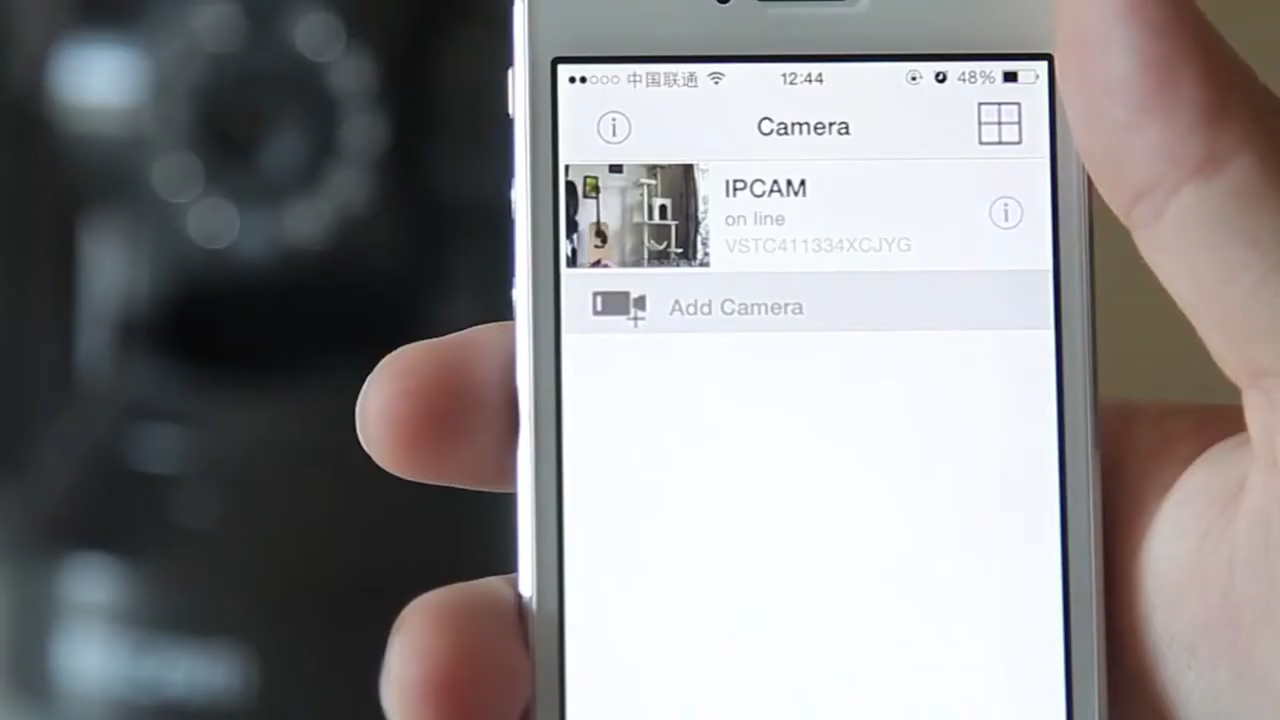 中国联通 12:44 48%
Camera
IPCAM
on line
VSTC411334XCJYG
Add Camera